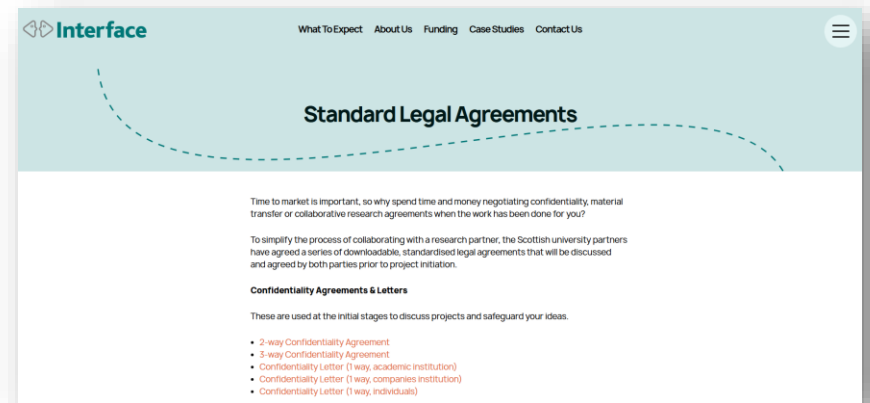 Interface
What To Expect About Us Funding Case Studies Contact Us
Standard Legal Agreements
Time to market is important, so why spend time and money negotiating confidentiality, material
transfer or collaborative research agreements when the work has been done for you?
To simplify the process of collaborating with a research partner, the Scottish university partners
have agreed a series of downloadable, standardised legal agreements that will be discussed
and agreed by both parties prior to project initiation.
Confidentiality Agreements & Letters
These are used at the initial stages to discuss projects and safeguard your ideas.
• 2-way Confidentiality Agreement
• 3-way Confidentiality Agreement
• Confidentiality Letter (1 way, academic institution)
• Confidentiality Letter (1 way, companies institution)
• Confidentiality Letter (1 way, individuals)